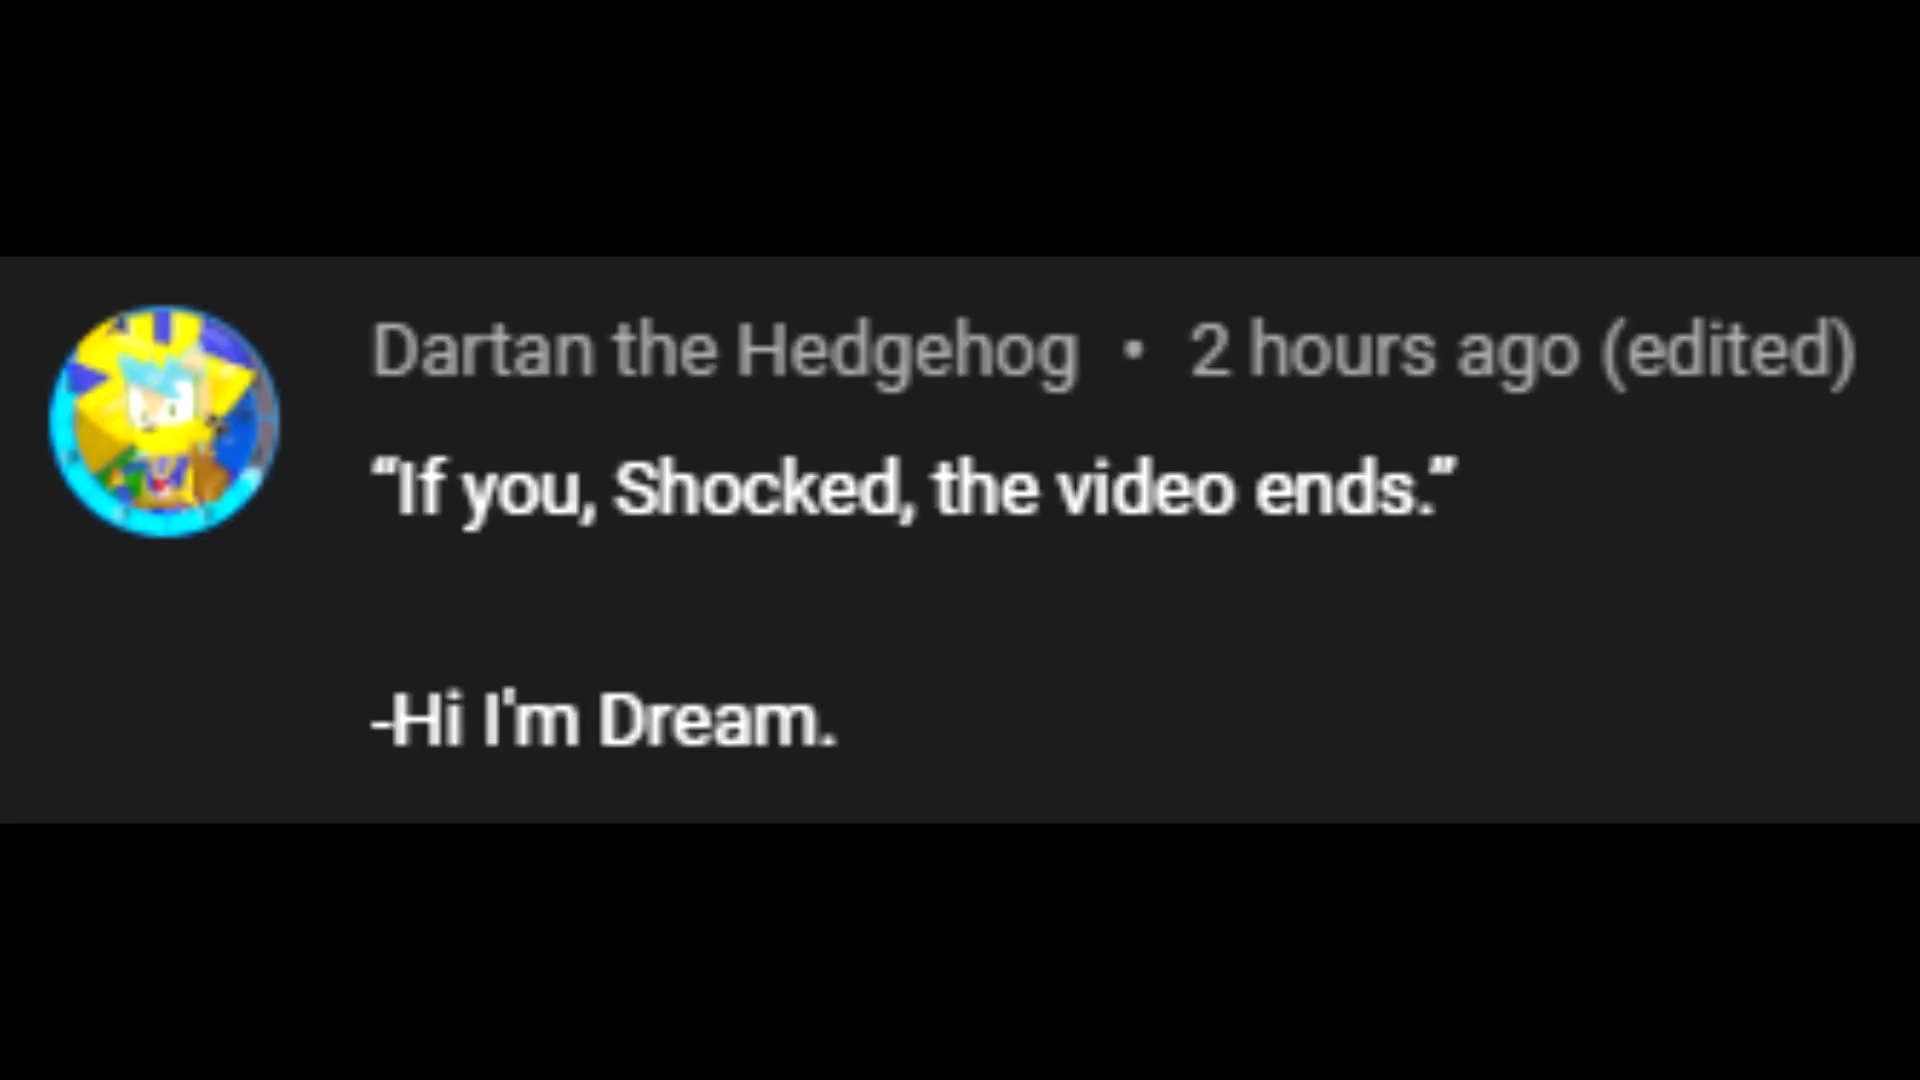 Dartan the Hedgehog • 2 hours ago (edited)
“If you, Shocked, the video ends.”
-Hi I'm Dream.